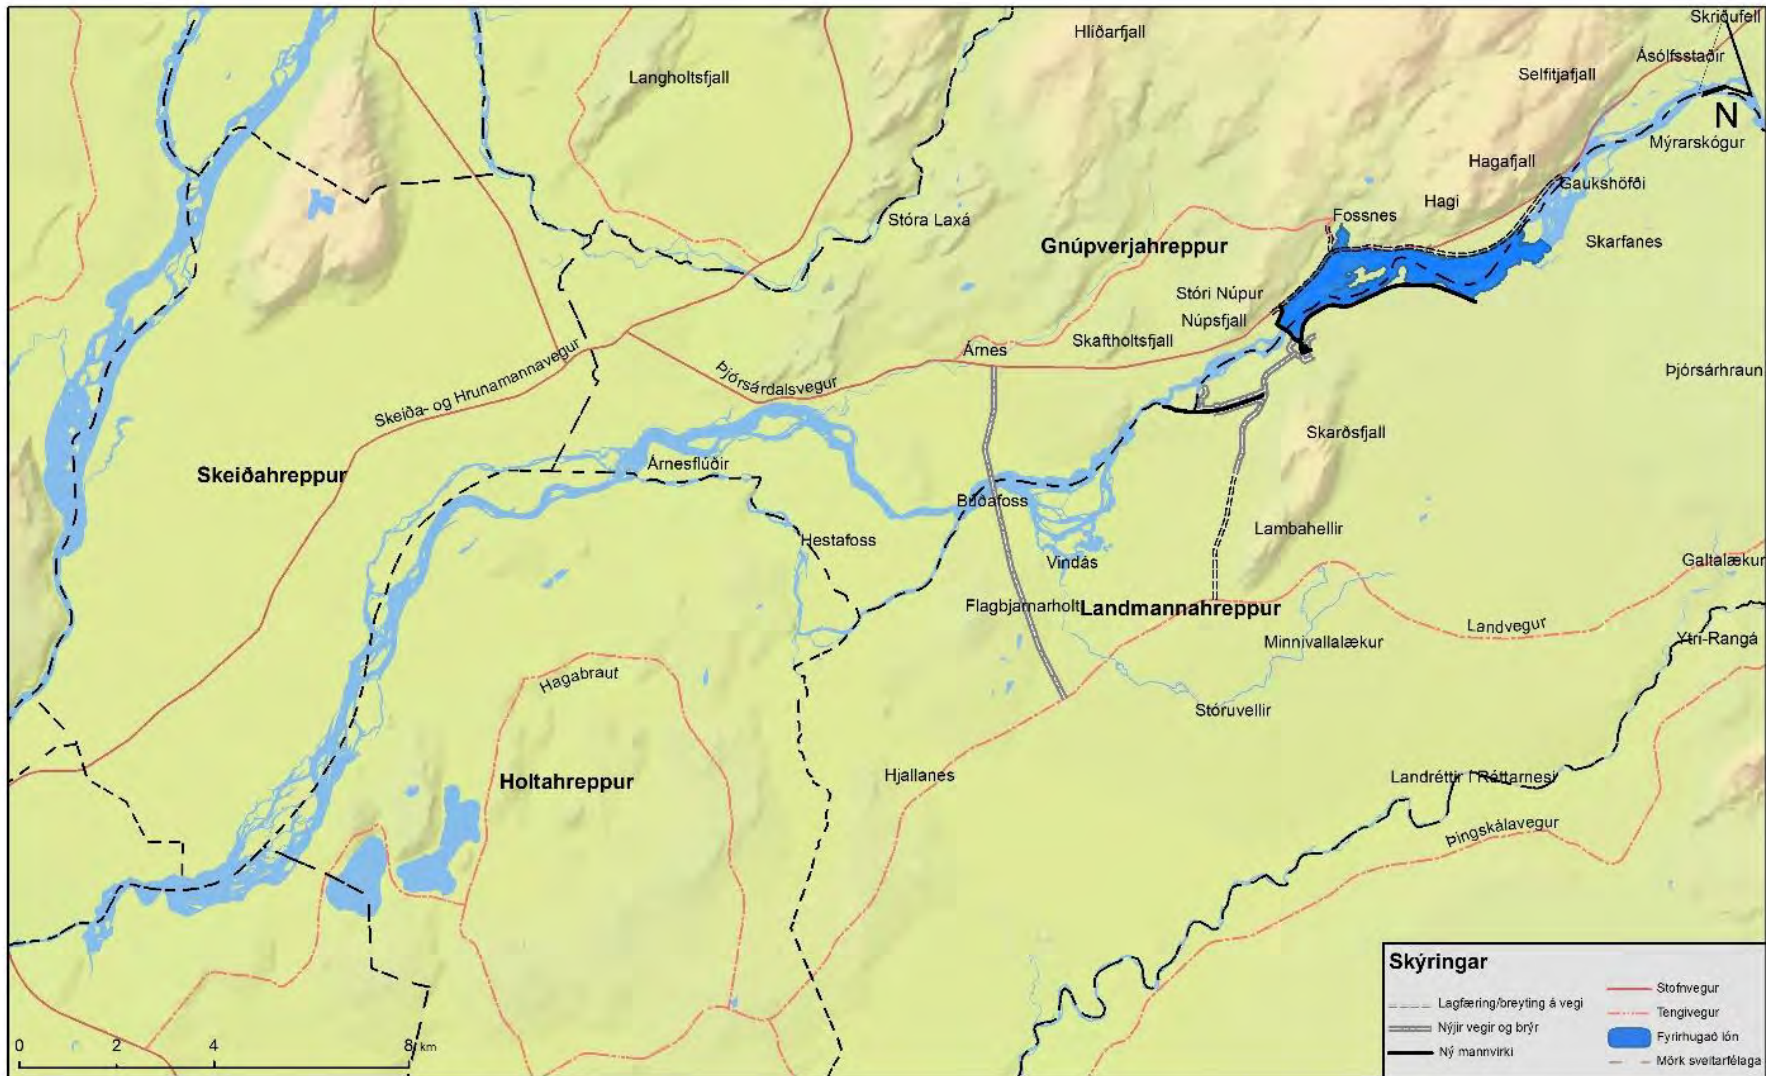 Skriðufell
Hlíðarfjall
Ásólfsstaðir
Langholtsfjall
Selfitjafjall
N
Mýrarskógur
Hagafjall
Gaukshöfði
Hagi
Fossnes
Stóra Laxá
Gnúpverjahreppur
Skarfanes
Stóri Núpur
Núpsfjall
Skaftholtsfjall
Árnes
Þjórsárhraun
Þjórsárdalsvegur
Skeiða- og Hrunamannavegur
Skarðsfjall
Árnesflúðir
Skeiðahreppur
Búðafoss
Lambahellir
Hestafoss
Vindás
Galtalækur
Flagbjarnarholt
Landmannahreppur
Landvegur
Minnivallalækur
Ytri-Rangá
Hagabraut
Stóruvellir
Hjallanes
Landréttir í Réttarnesi
Holtahreppur
Þingskálavegur
Skýringar
Lagfæring/breyting á vegi
Nýjir vegir og brýr
Ný mannvirki
Stofnvegur
Tengivegur
Fyrirhugað lón
Mörk sveitarfélaga
0 2 4 8 km